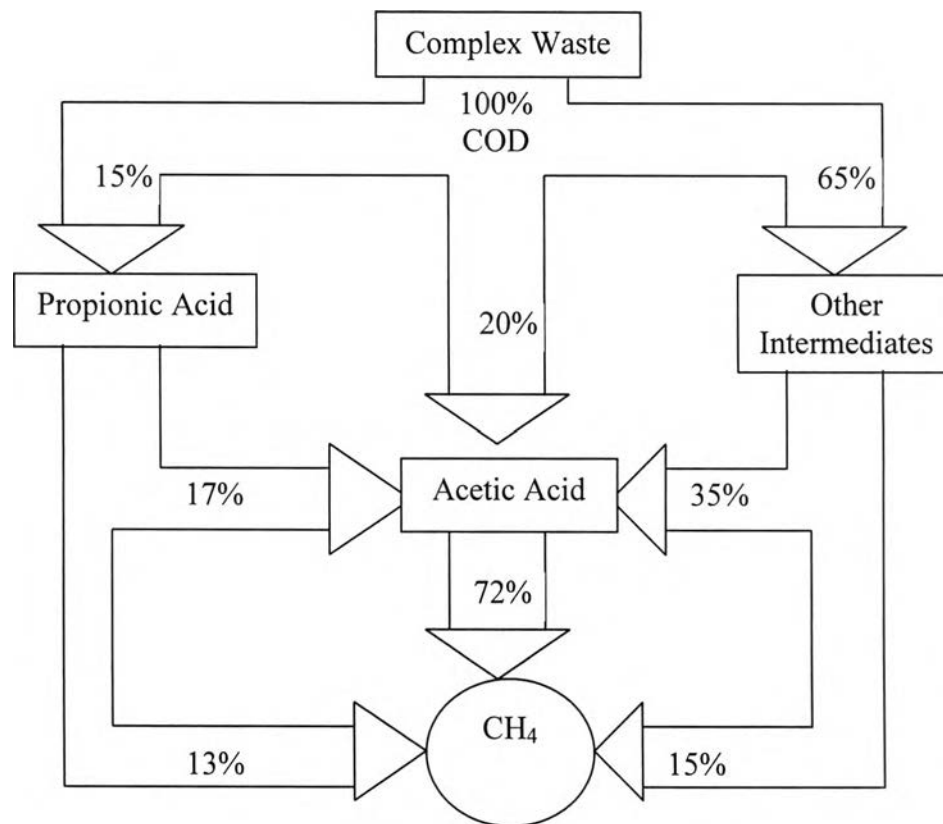 Complex Waste
100%
COD
15%
65%
Propionic Acid
20%
Other
Intermediates
17%
Acetic Acid
35%
72%
CH₄
13%
15%